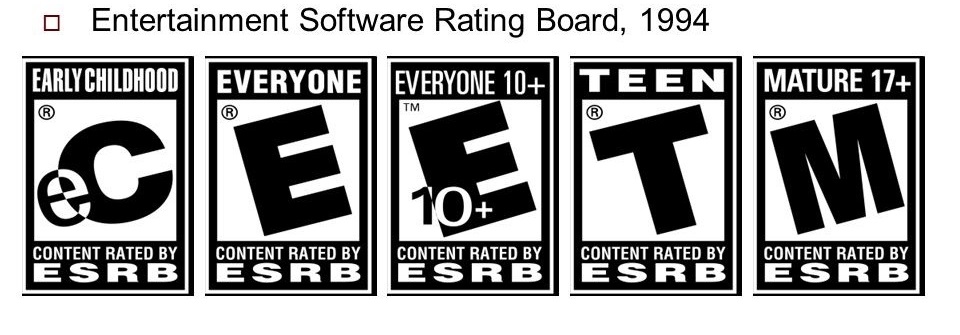 Entertainment Software Rating Board, 1994
EARLY CHILDHOOD
®
eC
CONTENT RATED BY
ESRB
EVERYONE
®
E
CONTENT RATED BY
ESRB
EVERYONE 10+
™
E
10+
CONTENT RATED BY
ESRB
TEEN
®
T
CONTENT RATED BY
ESRB
MATURE 17+
®
M
CONTENT RATED BY
ESRB